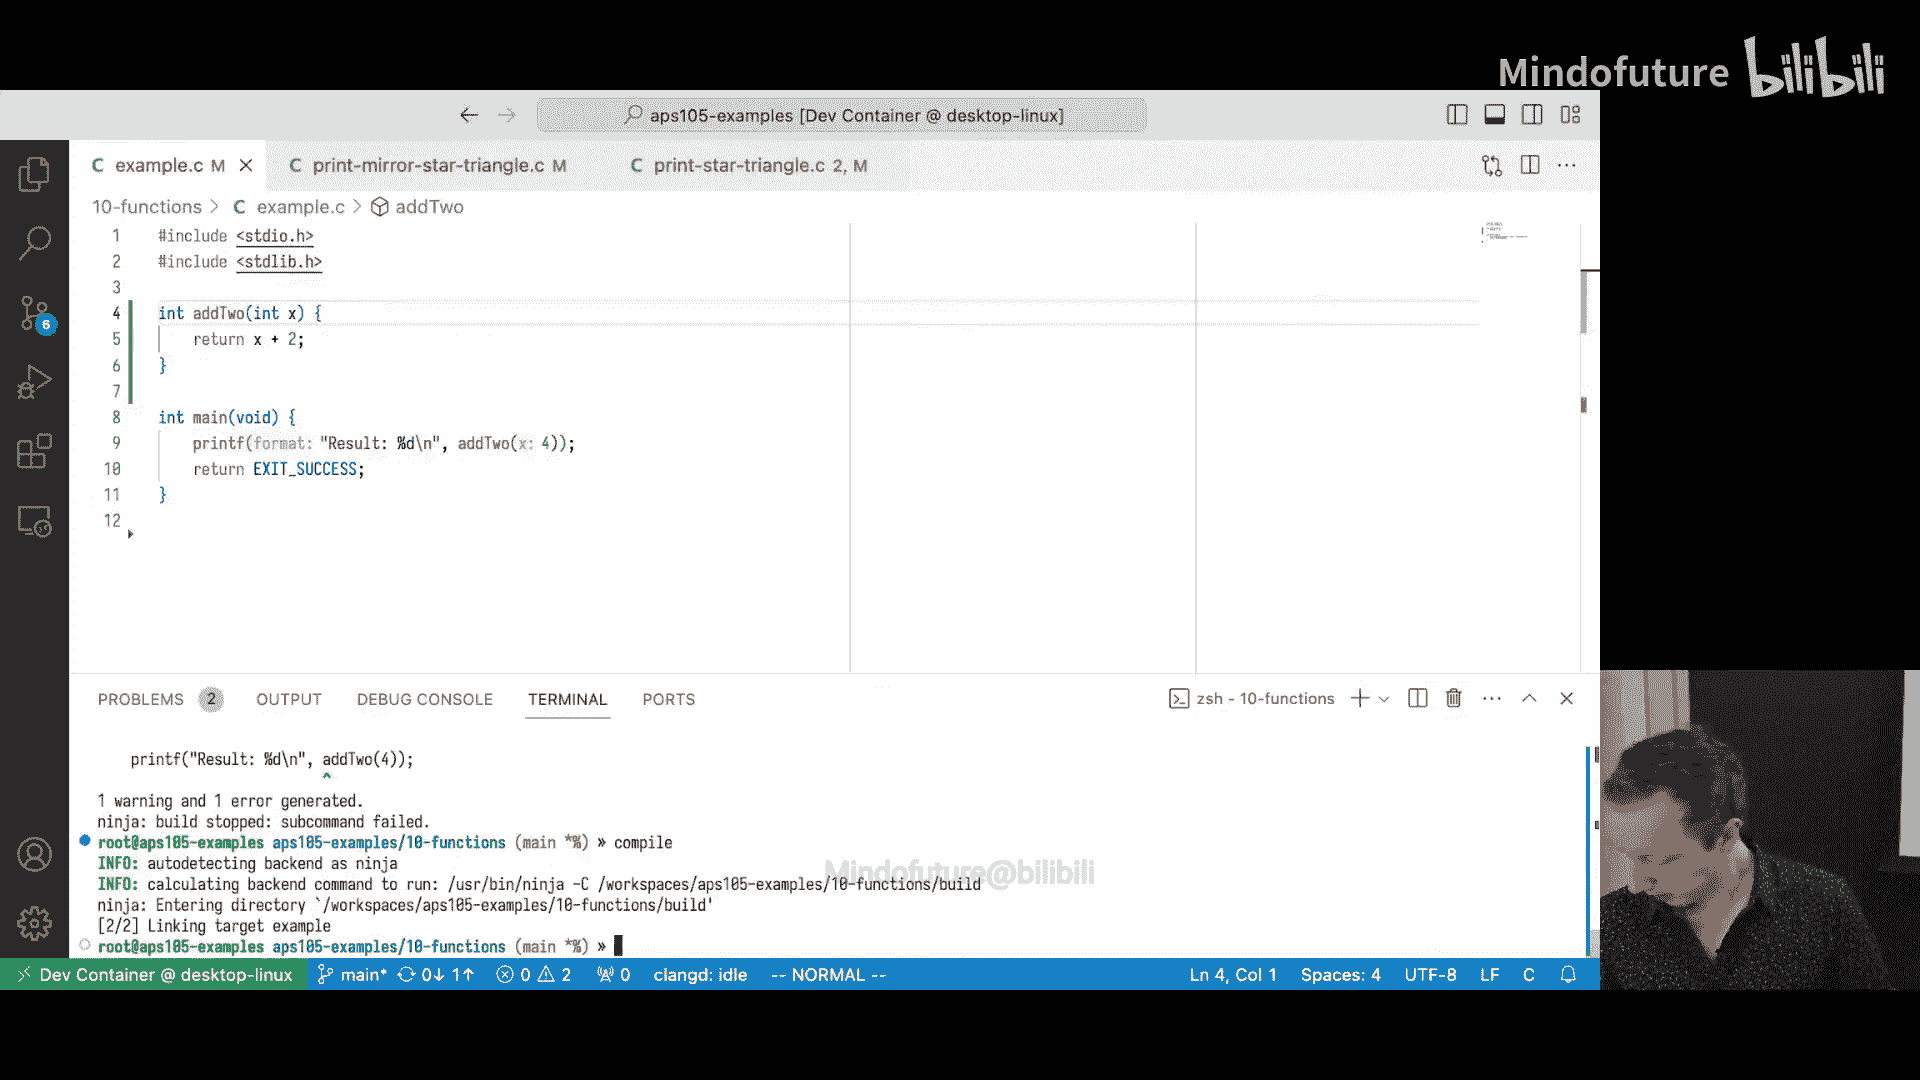 Mindofuture bilibili
aps105-examples [Dev Container @ desktop-linux]
example.c M
print-mirror-star-triangle.c M
print-star-triangle.c 2, M
10-functions > C example.c > addTwo
1 #include <stdio.h>
2 #include <stdlib.h>
3
4 int addTwo(int x) {
5 return x + 2;
6 }
7
8 int main(void) {
9 printf(format: "Result: %d\n", addTwo(x: 4));
10 return EXIT_SUCCESS;
11 }
12
6
PROBLEMS 2 OUTPUT DEBUG CONSOLE TERMINAL PORTS
zsh - 10-functions
printf("Result: %d\n", addTwo(4));
^
1 warning and 1 error generated.
ninja: build stopped: subcommand failed.
root@aps105-examples aps105-examples/10-functions (main *%) » compile
INFO: autodetecting backend as ninja
INFO: calculating backend command to run: /usr/bin/ninja -C /workspaces/aps105-examples/10-functions/build
ninja: Entering directory `/workspaces/aps105-examples/10-functions/build'
[2/2] Linking target example
root@aps105-examples aps105-examples/10-functions (main *%) »
Mindofuture@bilibili
Dev Container @ desktop-linux main* 0↓ 1↑ 0 2 0 clangd: idle -- NORMAL -- Ln 4, Col 1 Spaces: 4 UTF-8 LF C